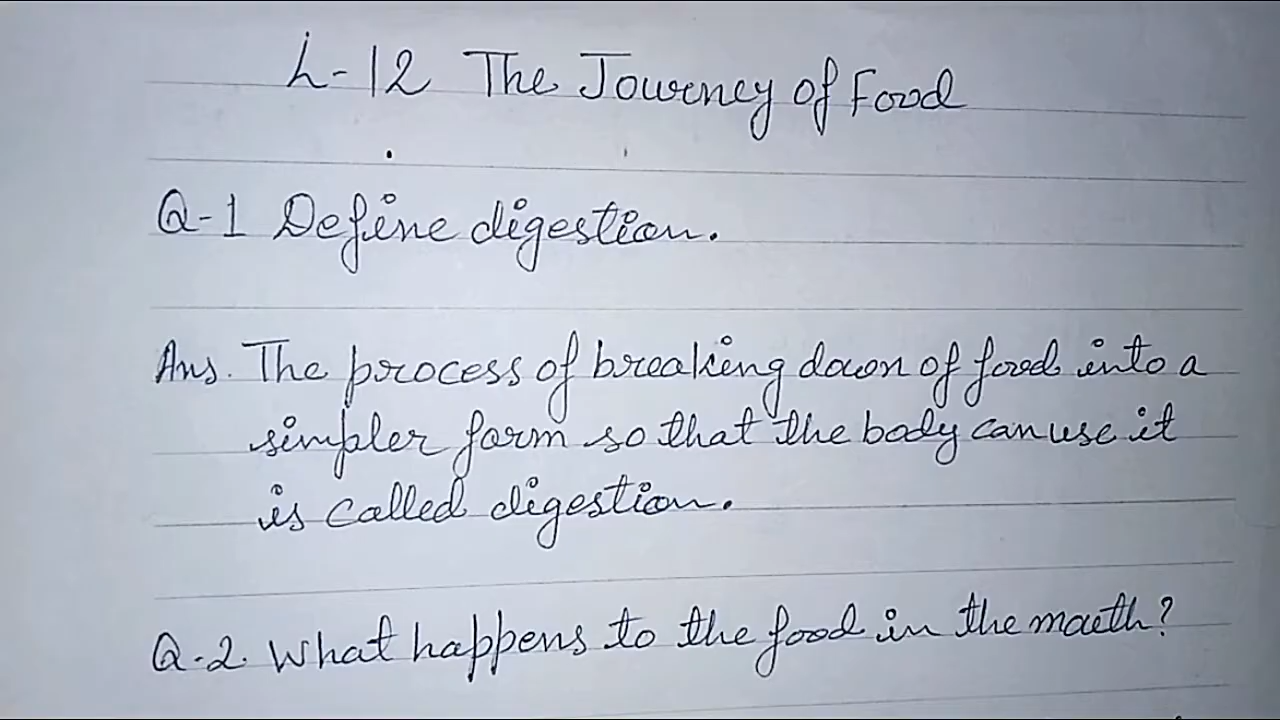 L-12 The Journey of Food
Q-1 Define digestion.
Ans. The process of breaking down of food into a
simpler form so that the body can use it
is called digestion.
Q.2. What happens to the food in the mouth?